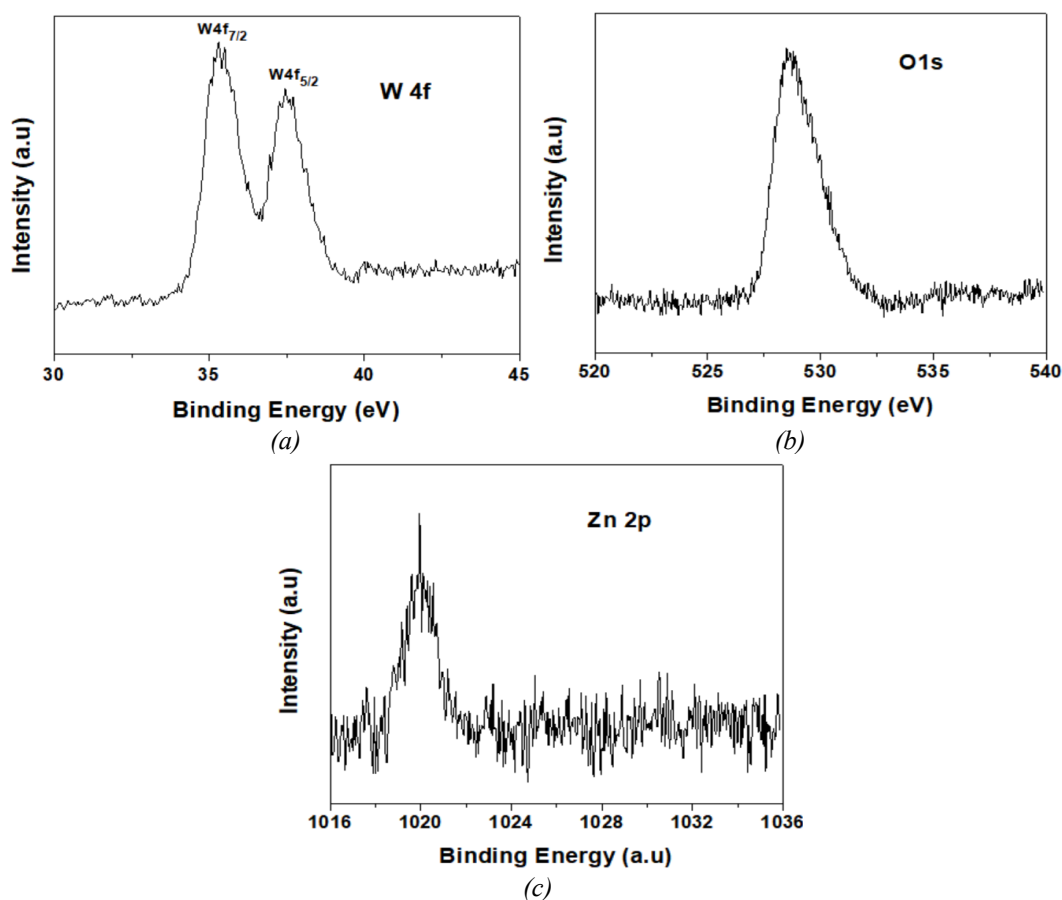 W4f7/2
W4f5/2
W 4f
Intensity (a.u)
30 35 40 45
Binding Energy (eV)
(a)
O1s
Intensity (a.u)
520 525 530 535 540
Binding Energy (eV)
(b)
Zn 2p
Intensity (a.u)
1016 1020 1024 1028 1032 1036
Binding Energy (a.u)
(c)